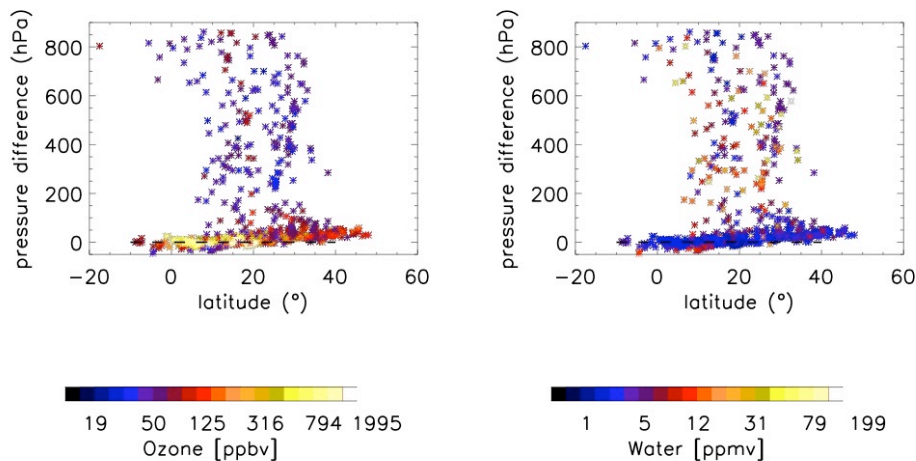 pressure difference (hPa)
800
600
400
200
0
-20 0 20 40 60
latitude (°)
19 50 125 316 794 1995
Ozone [ppbv]
pressure difference (hPa)
800
600
400
200
0
-20 0 20 40 60
latitude (°)
1 5 12 31 79 199
Water [ppmv]